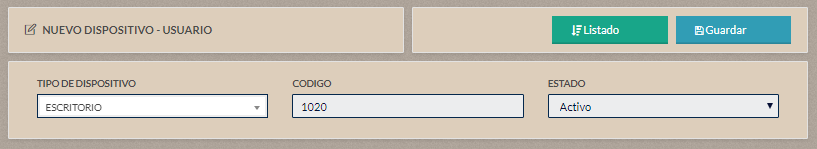 NUEVO DISPOSITIVO - USUARIO
Listado
Guardar
TIPO DE DISPOSITIVO
CODIGO
ESTADO
ESCRITORIO
1020
Activo